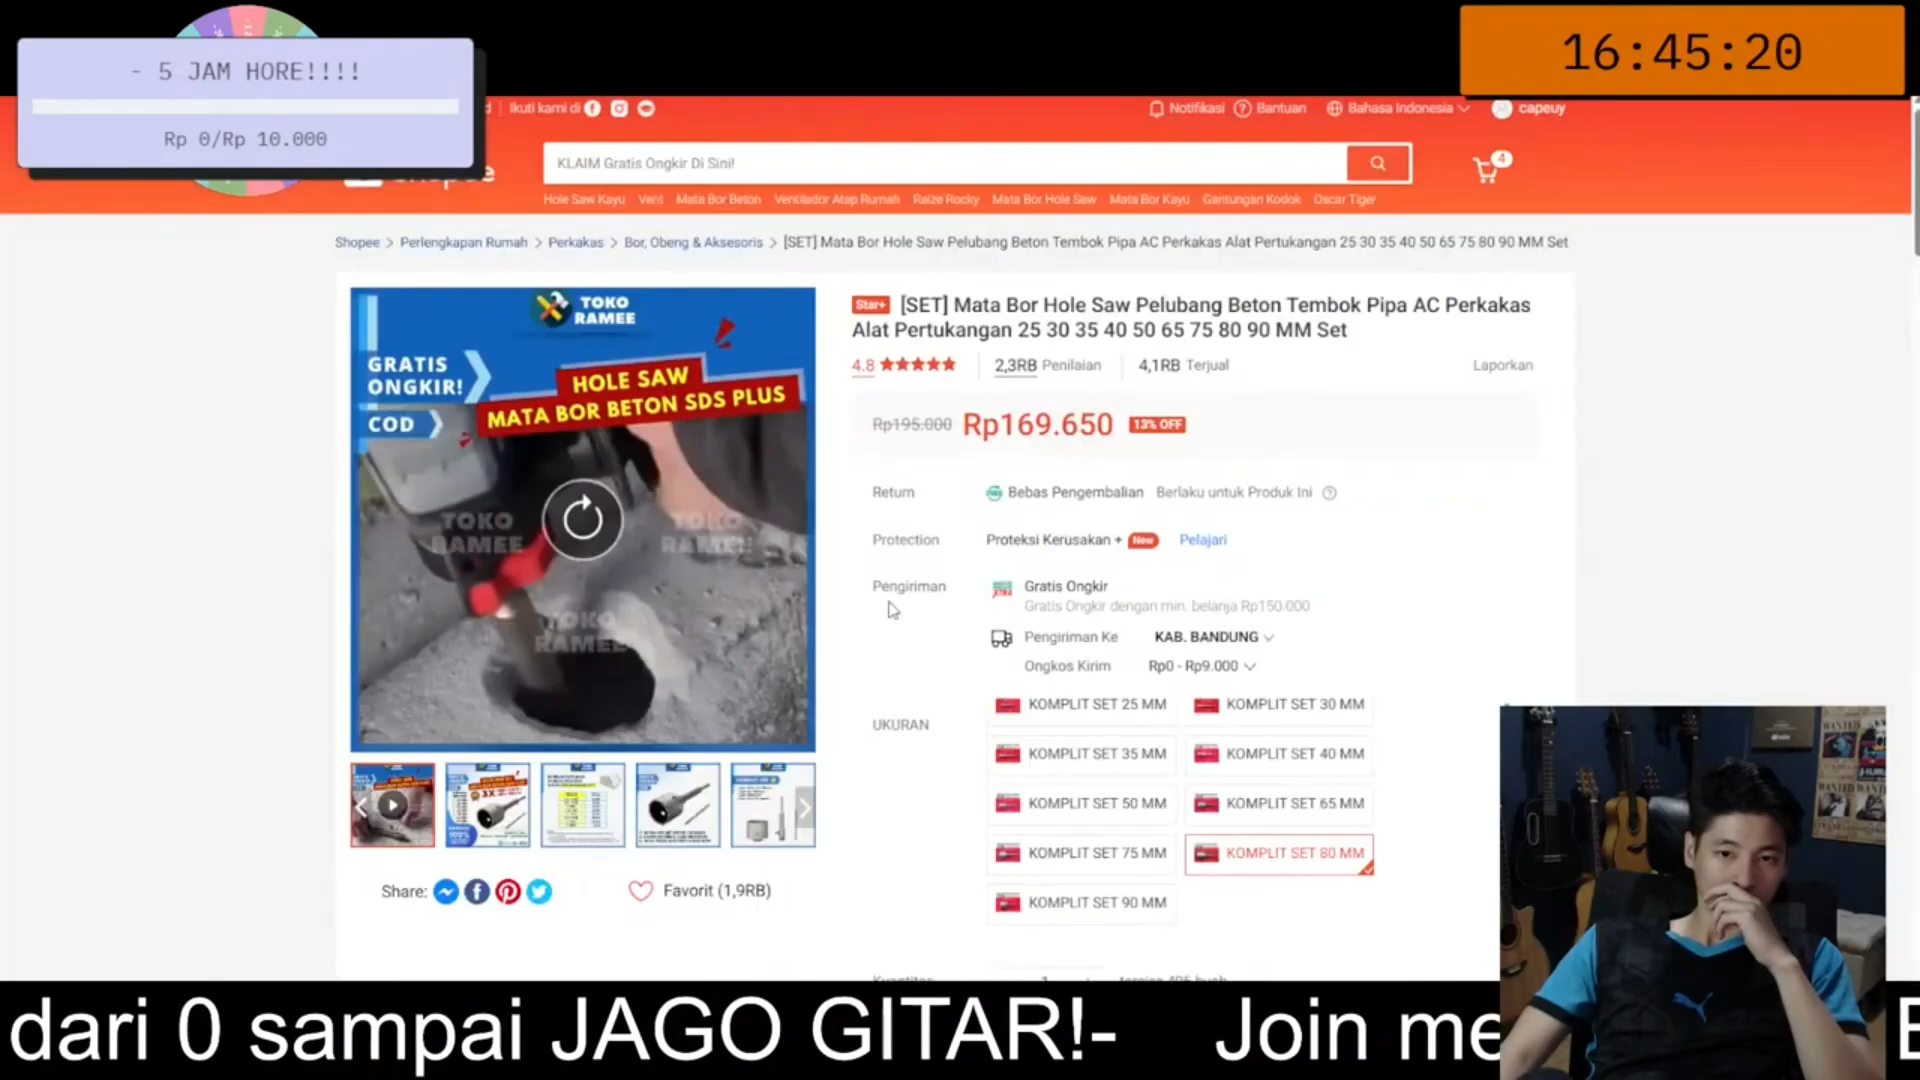 - 5 JAM HORE!!!!
Rp 0/Rp 10.000
16:45:20
Ikuti kami di
Notifikasi
Bantuan
Bahasa Indonesia
capeuy
KLAIM Gratis Ongkir Di Sini!
4
Hole Saw Kayu Vent Mata Bor Beton Ventilador Atap Rumah Raize Rocky Mata Bor Hole Sew Mata Bor Kayu Gantungan Kodok Oscar Tiger
Shopee > Perlengkapan Rumah > Perkakas > Bor, Obeng & Aksesoris > [SET] Mata Bor Hole Saw Pelubang Beton Tembok Pipa AC Perkakas Alat Pertukangan 25 30 35 40 50 65 75 80 90 MM Set
TOKO
RAMEE
GRATIS
ONGKIR!
COD
HOLE SAW
MATA BOR BETON SDS PLUS
TOKO
RAMEE
TOKO
RAMEE
TOKO
RAMEE
Share:
Favorit (1,9RB)
Star+ [SET] Mata Bor Hole Saw Pelubang Beton Tembok Pipa AC Perkakas
Alat Pertukangan 25 30 35 40 50 65 75 80 90 MM Set
4.8
2,3RB Penilaian
4,1RB Terjual
Laporkan
Rp195.000 Rp169.650 13% OFF
Return Bebas Pengembalian Berlaku untuk Produk Ini
Protection Proteksi Kerusakan + New Pelajari
Pengiriman Gratis Ongkir
Gratis Ongkir dengan min. belanja Rp150.000
Pengiriman Ke KAB. BANDUNG
Ongkos Kirim Rp0 - Rp9.000
UKURAN
KOMPLIT SET 25 MM
KOMPLIT SET 30 MM
KOMPLIT SET 35 MM
KOMPLIT SET 40 MM
KOMPLIT SET 50 MM
KOMPLIT SET 65 MM
KOMPLIT SET 75 MM
KOMPLIT SET 80 MM
KOMPLIT SET 90 MM
dari 0 sampai JAGO GITAR!- Join me